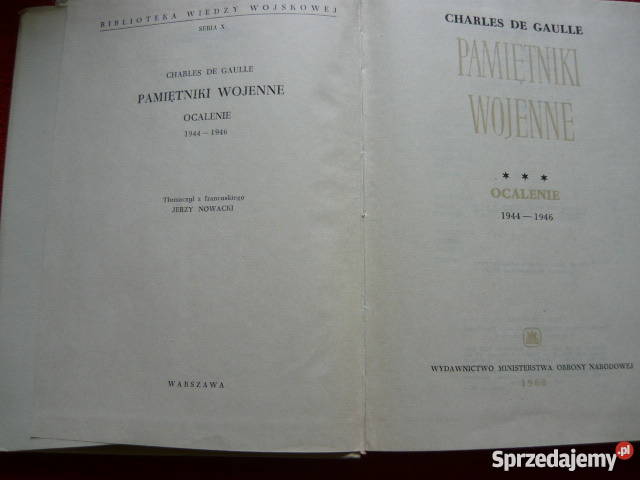 BIBLIOTEKA WIEDZY WOJSKOWEJ
SERIA X
CHARLES DE GAULLE
PAMIĘTNIKI WOJENNE
OCALENIE
1944 — 1946
Tłumaczył z francuskiego
JERZY NOWACKI
WARSZAWA
CHARLES DE GAULLE
PAMIĘTNIKI
WOJENNE
* * *
OCALENIE
1944 — 1946
WYDAWNICTWO MINISTERSTWA OBRONY NARODOWEJ
Sprzedajemy.pl